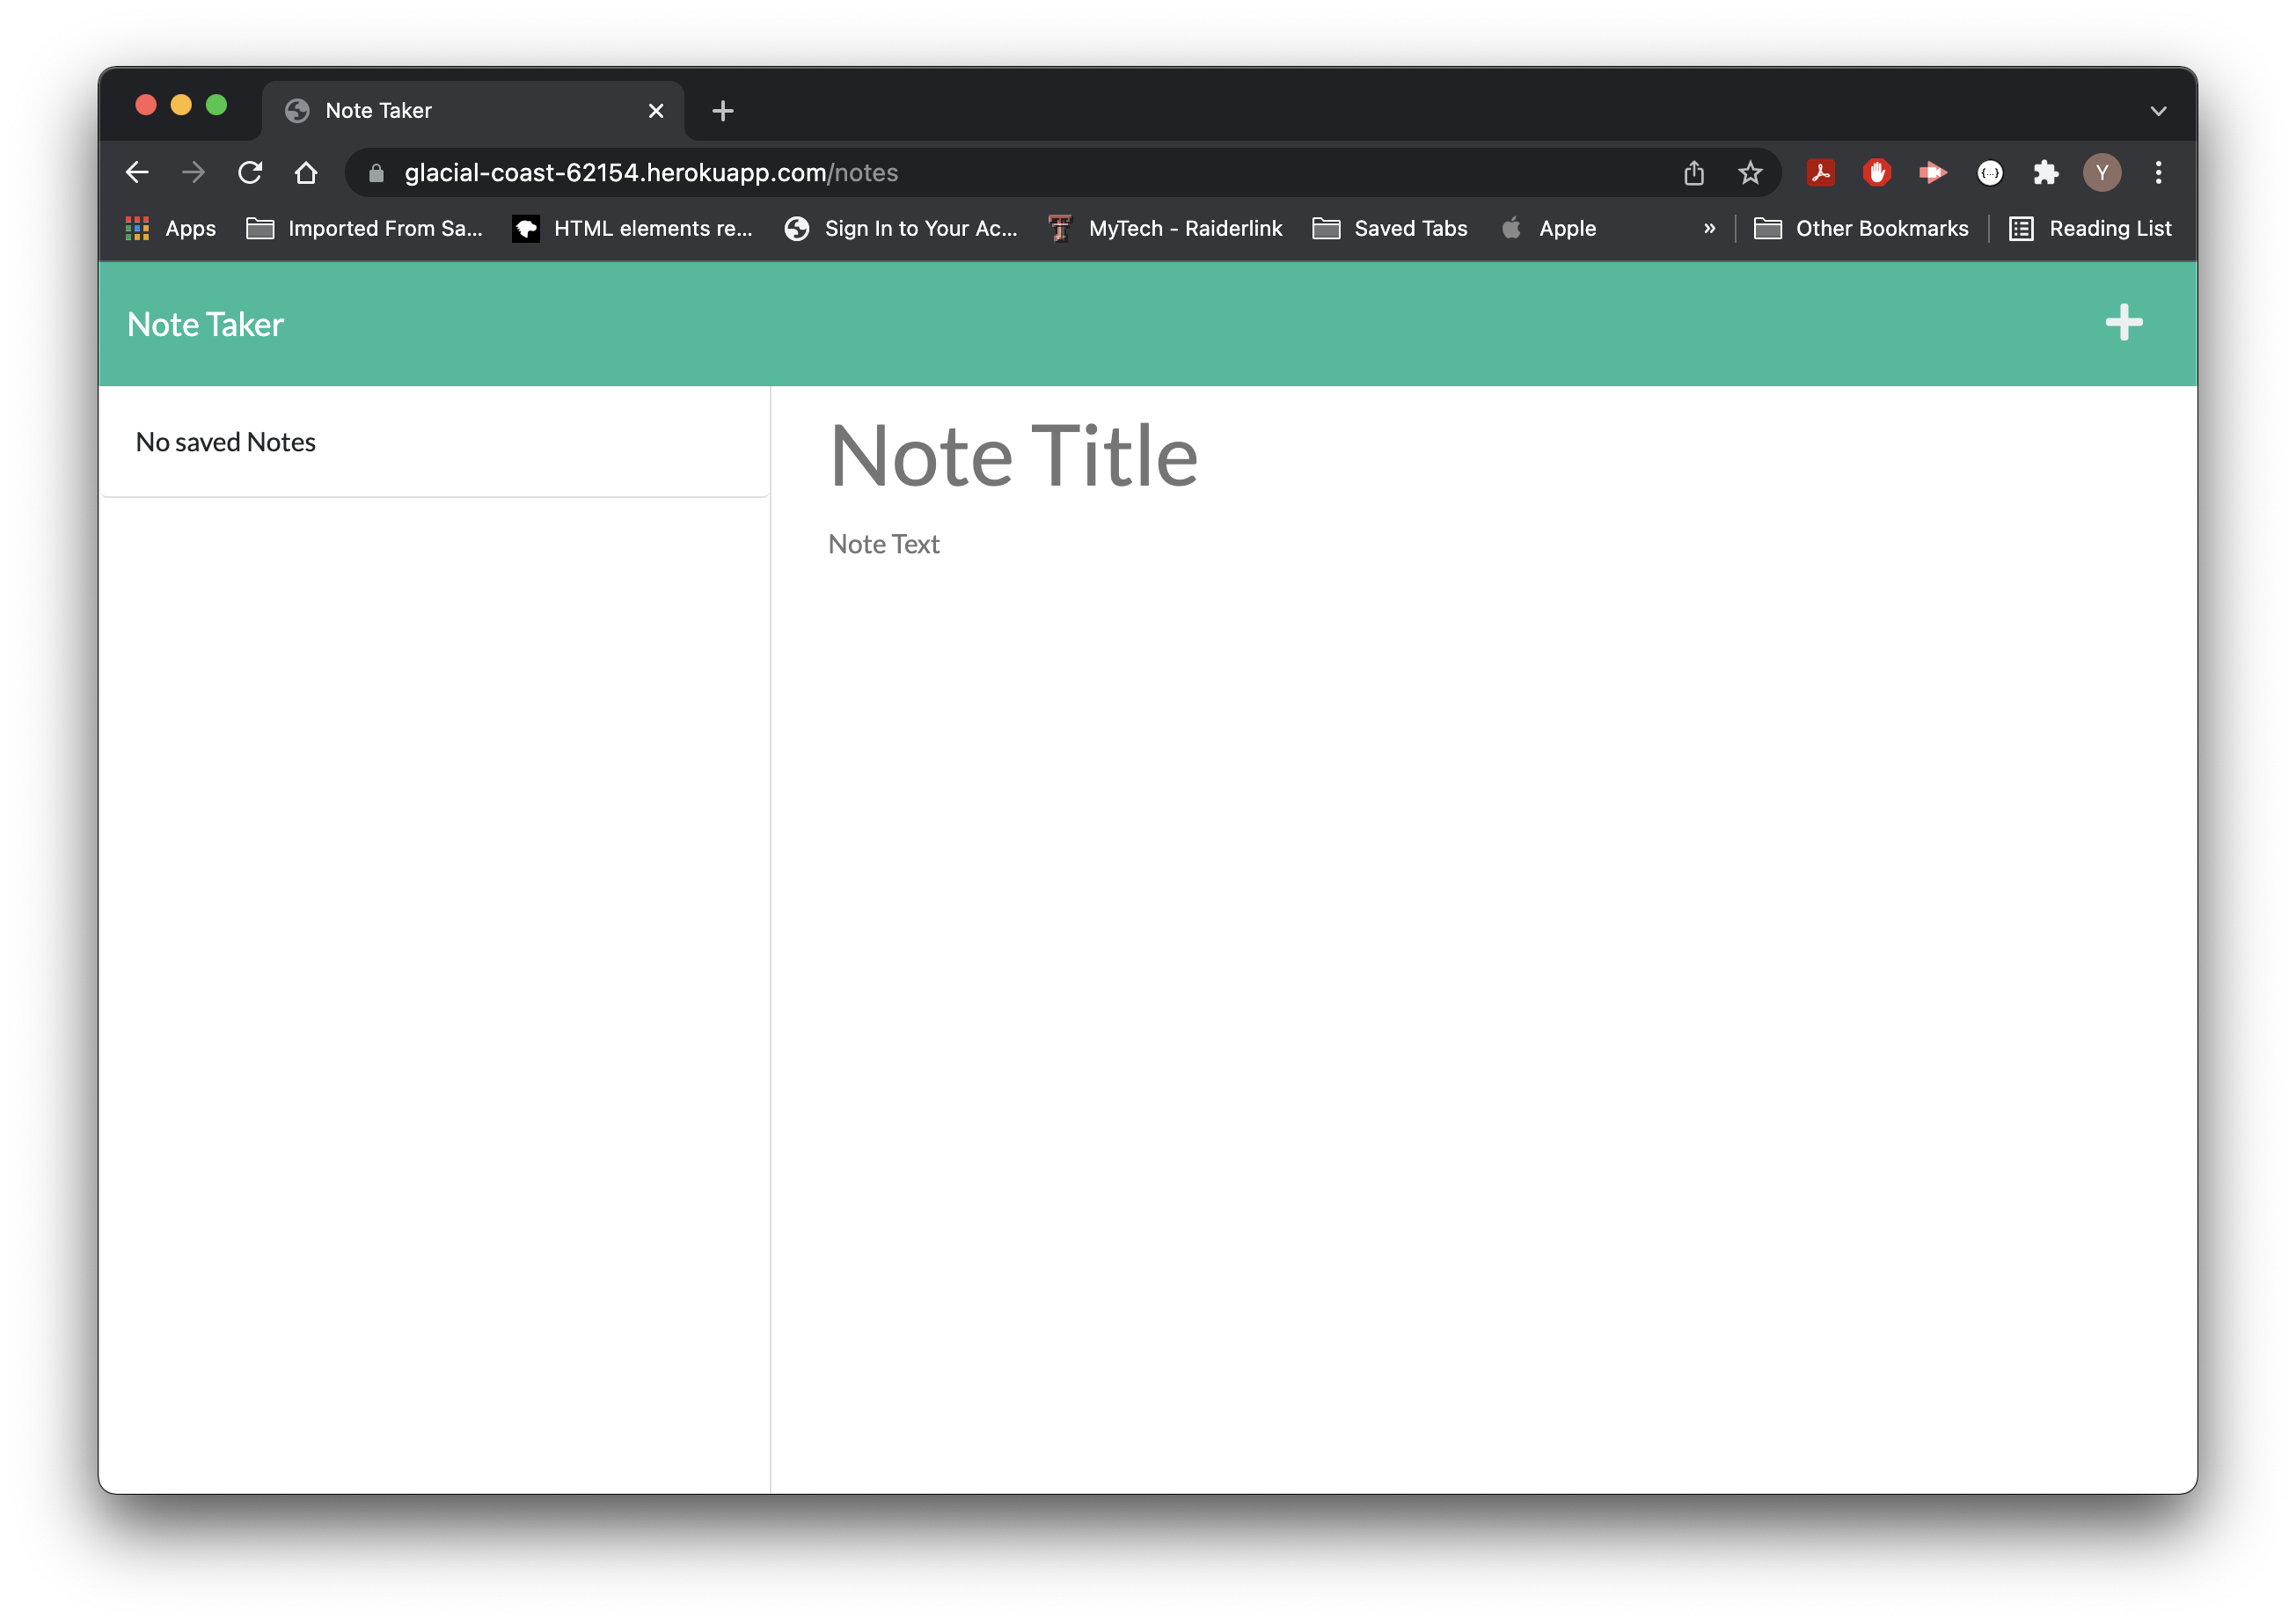 Note Taker
glacial-coast-62154.herokuapp.com/notes
Y
Apps Imported From Sa... HTML elements re... Sign In to Your Ac... MyTech - Raiderlink Saved Tabs Apple » Other Bookmarks Reading List
Note Taker
No saved Notes
Note Title
Note Text